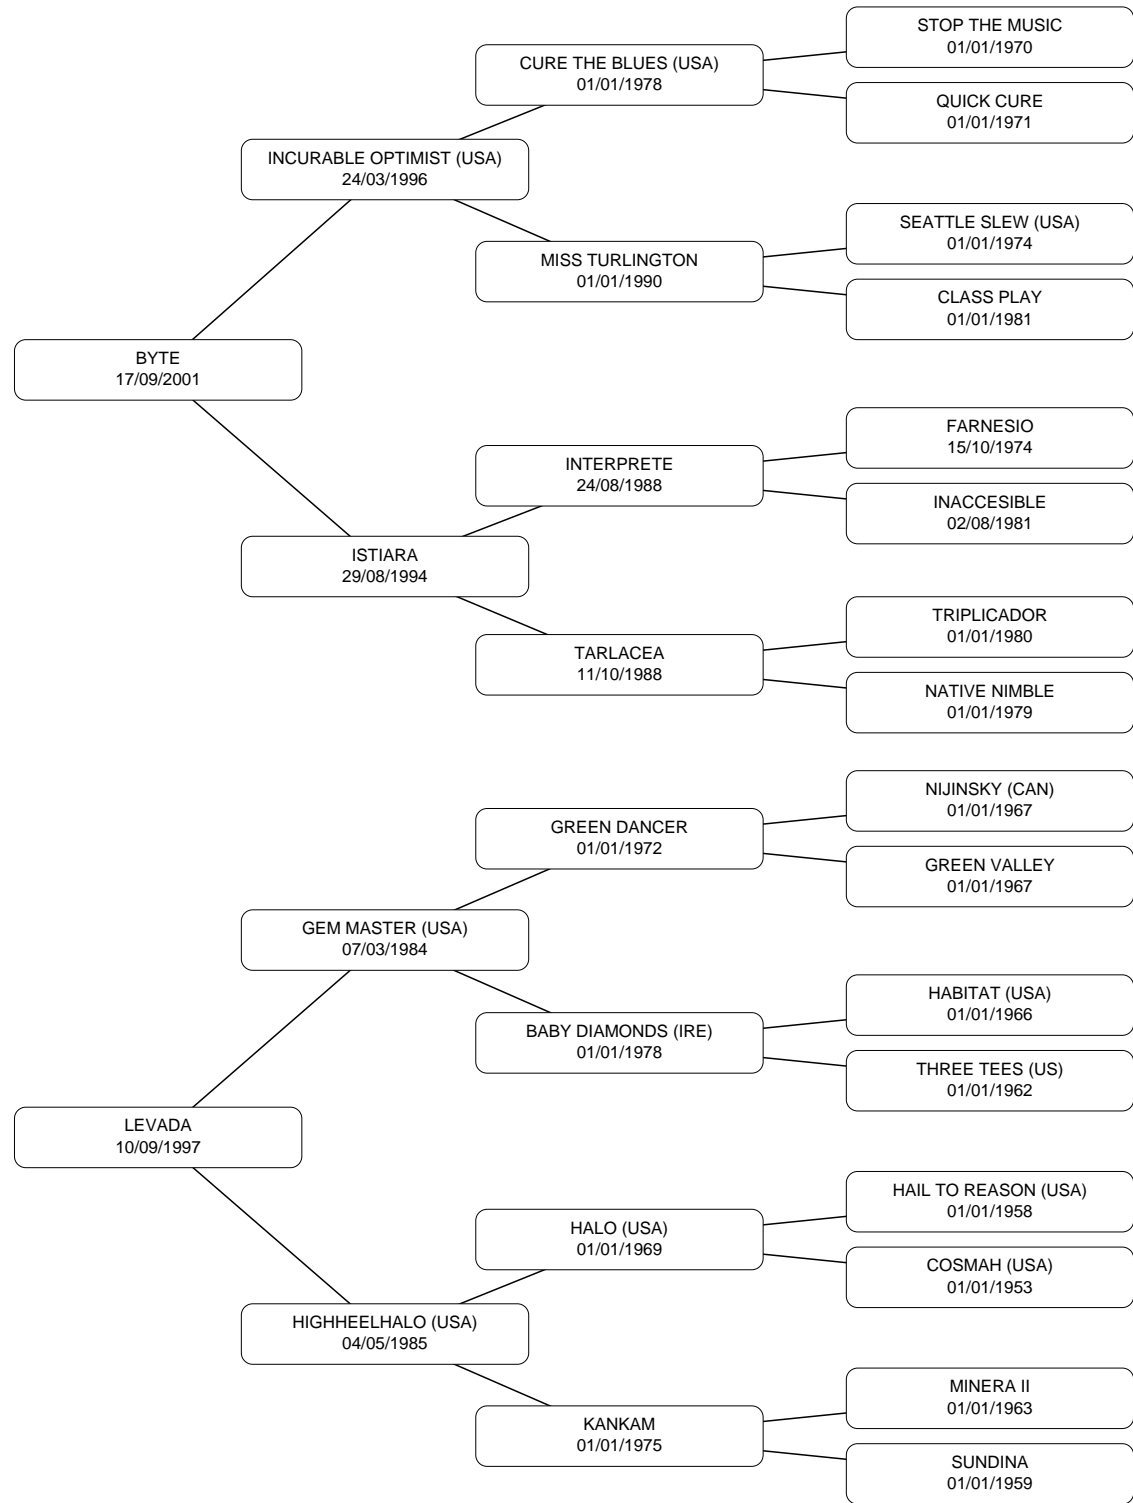 STOP THE MUSIC
01/01/1970
CURE THE BLUES (USA)
01/01/1978
QUICK CURE
01/01/1971
INCURABLE OPTIMIST (USA)
24/03/1996
SEATTLE SLEW (USA)
01/01/1974
MISS TURLINGTON
01/01/1990
CLASS PLAY
01/01/1981
BYTE
17/09/2001
FARNESIO
15/10/1974
INTERPRETE
24/08/1988
INACCESIBLE
02/08/1981
ISTIARA
29/08/1994
TRIPLICADOR
01/01/1980
TARLACEA
11/10/1988
NATIVE NIMBLE
01/01/1979
NIJINSKY (CAN)
01/01/1967
GREEN DANCER
01/01/1972
GREEN VALLEY
01/01/1967
GEM MASTER (USA)
07/03/1984
HABITAT (USA)
01/01/1966
BABY DIAMONDS (IRE)
01/01/1978
THREE TEES (US)
01/01/1962
LEVADA
10/09/1997
HAIL TO REASON (USA)
01/01/1958
HALO (USA)
01/01/1969
COSMAH (USA)
01/01/1953
HIGHHEELHALO (USA)
04/05/1985
MINERA II
01/01/1963
KANKAM
01/01/1975
SUNDINA
01/01/1959